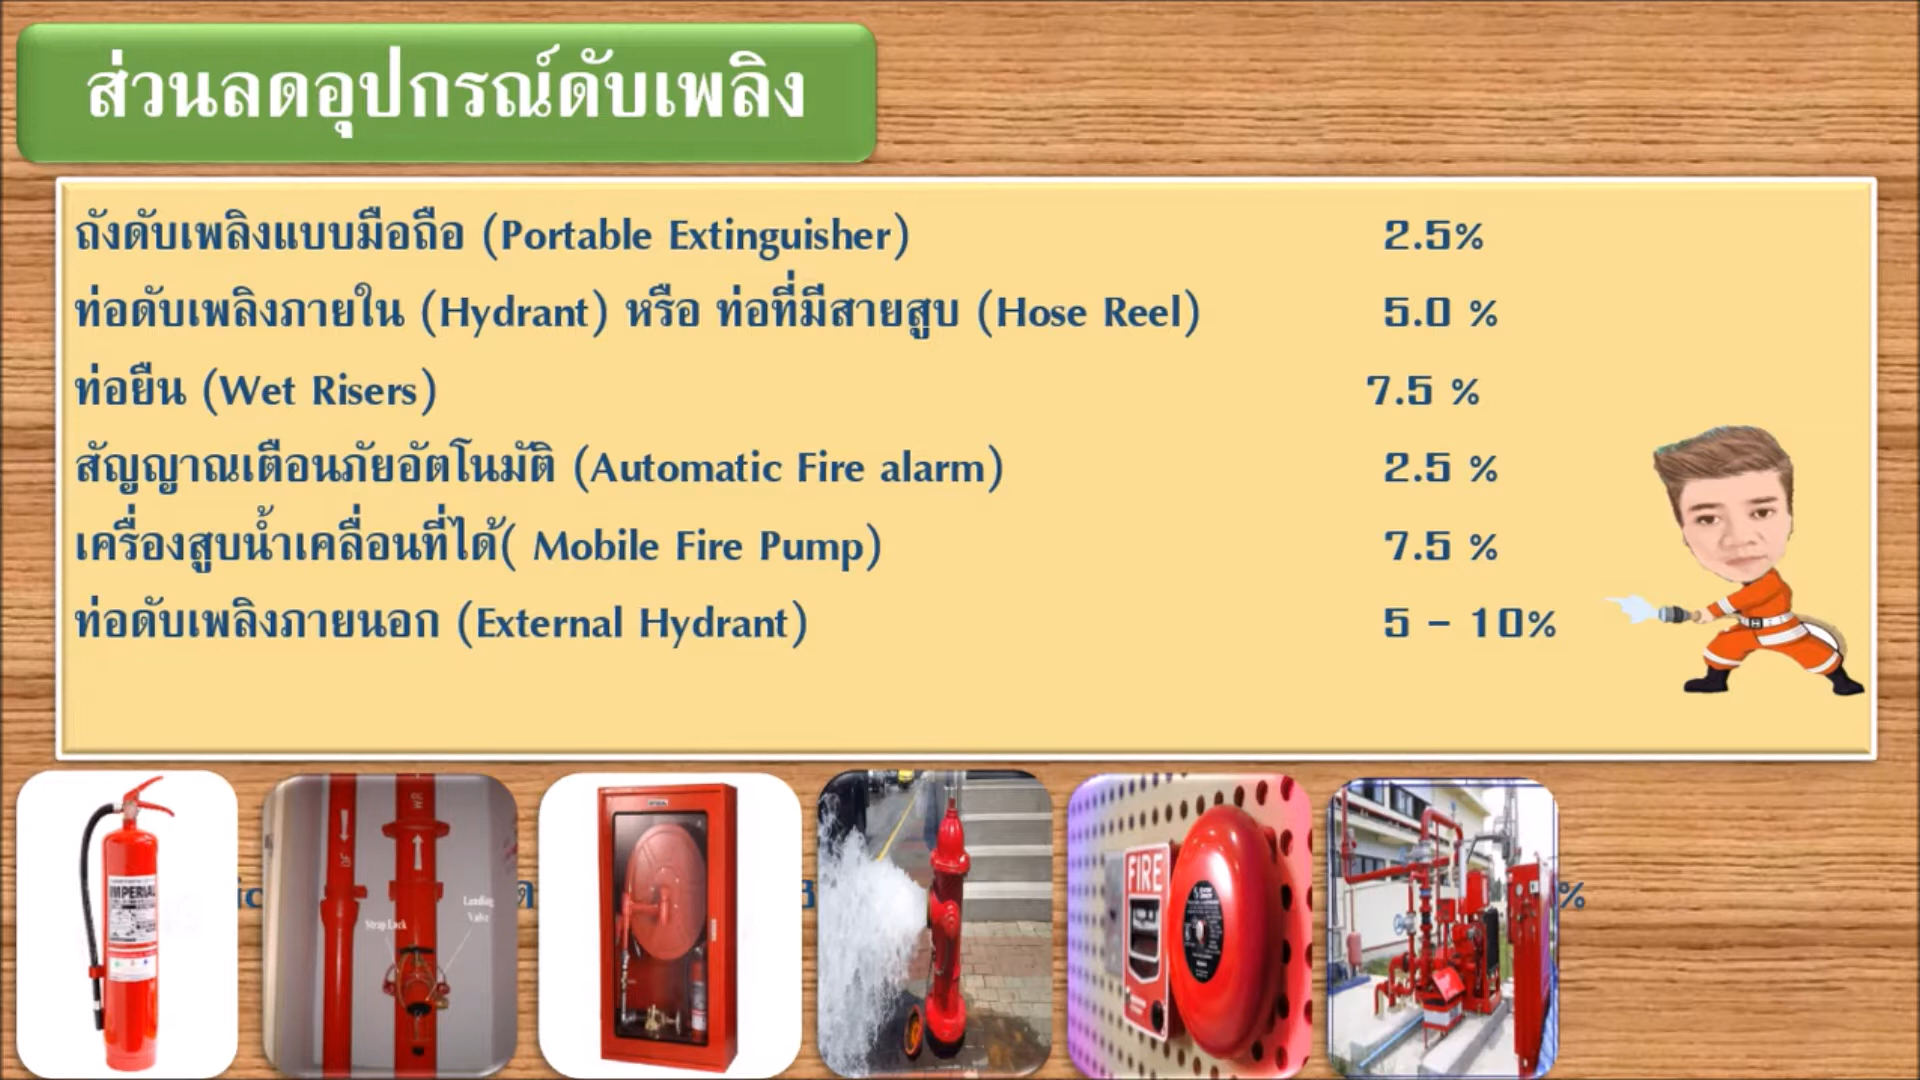 ส่วนลดอุปกรณ์ดับเพลิง
ถังดับเพลิงแบบมือถือ (Portable Extinguisher) 2.5%
ท่อดับเพลิงภายใน (Hydrant) หรือ ท่อที่มีสายสูบ (Hose Reel) 5.0 %
ท่อยืน (Wet Risers) 7.5 %
สัญญาณเตือนภัยอัตโนมัติ (Automatic Fire alarm) 2.5 %
เครื่องสูบน้ำเคลื่อนที่ได้( Mobile Fire Pump) 7.5 %
ท่อดับเพลิงภายนอก (External Hydrant) 5 – 10%
IMPERIAL
WR
Strap Lock
Landing Valve
FIRE
%